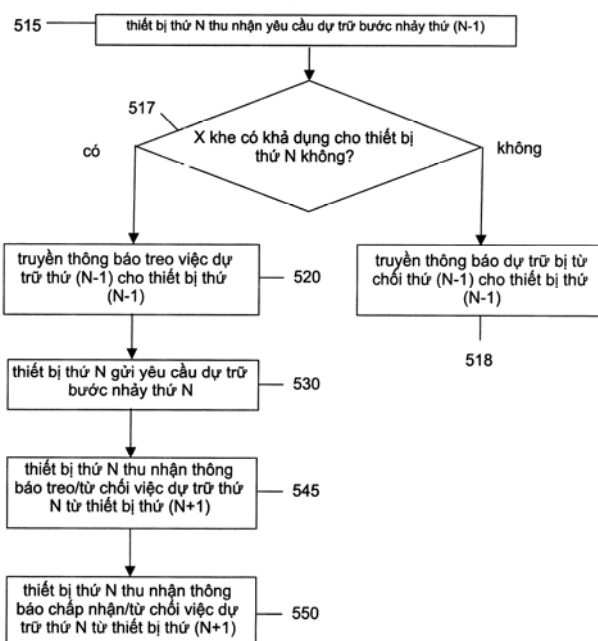 515
thiết bị thứ N thu nhận yêu cầu dự trữ bước nhảy thứ (N-1)
517
X khe có khả dụng cho thiết bị
thứ N không?
có
không
truyền thông báo treo việc dự
trữ thứ (N-1) cho thiết bị thứ
(N-1)
520
truyền thông báo dự trữ bị từ
chối thứ (N-1) cho thiết bị thứ
(N-1)
518
thiết bị thứ N gửi yêu cầu dự trữ
bước nhảy thứ N
530
thiết bị thứ N thu nhận thông
báo treo/từ chối việc dự trữ thứ
N từ thiết bị thứ (N+1)
545
thiết bị thứ N thu nhận thông
báo chấp nhận/từ chối việc dự
trữ thứ N từ thiết bị thứ (N+1)
550